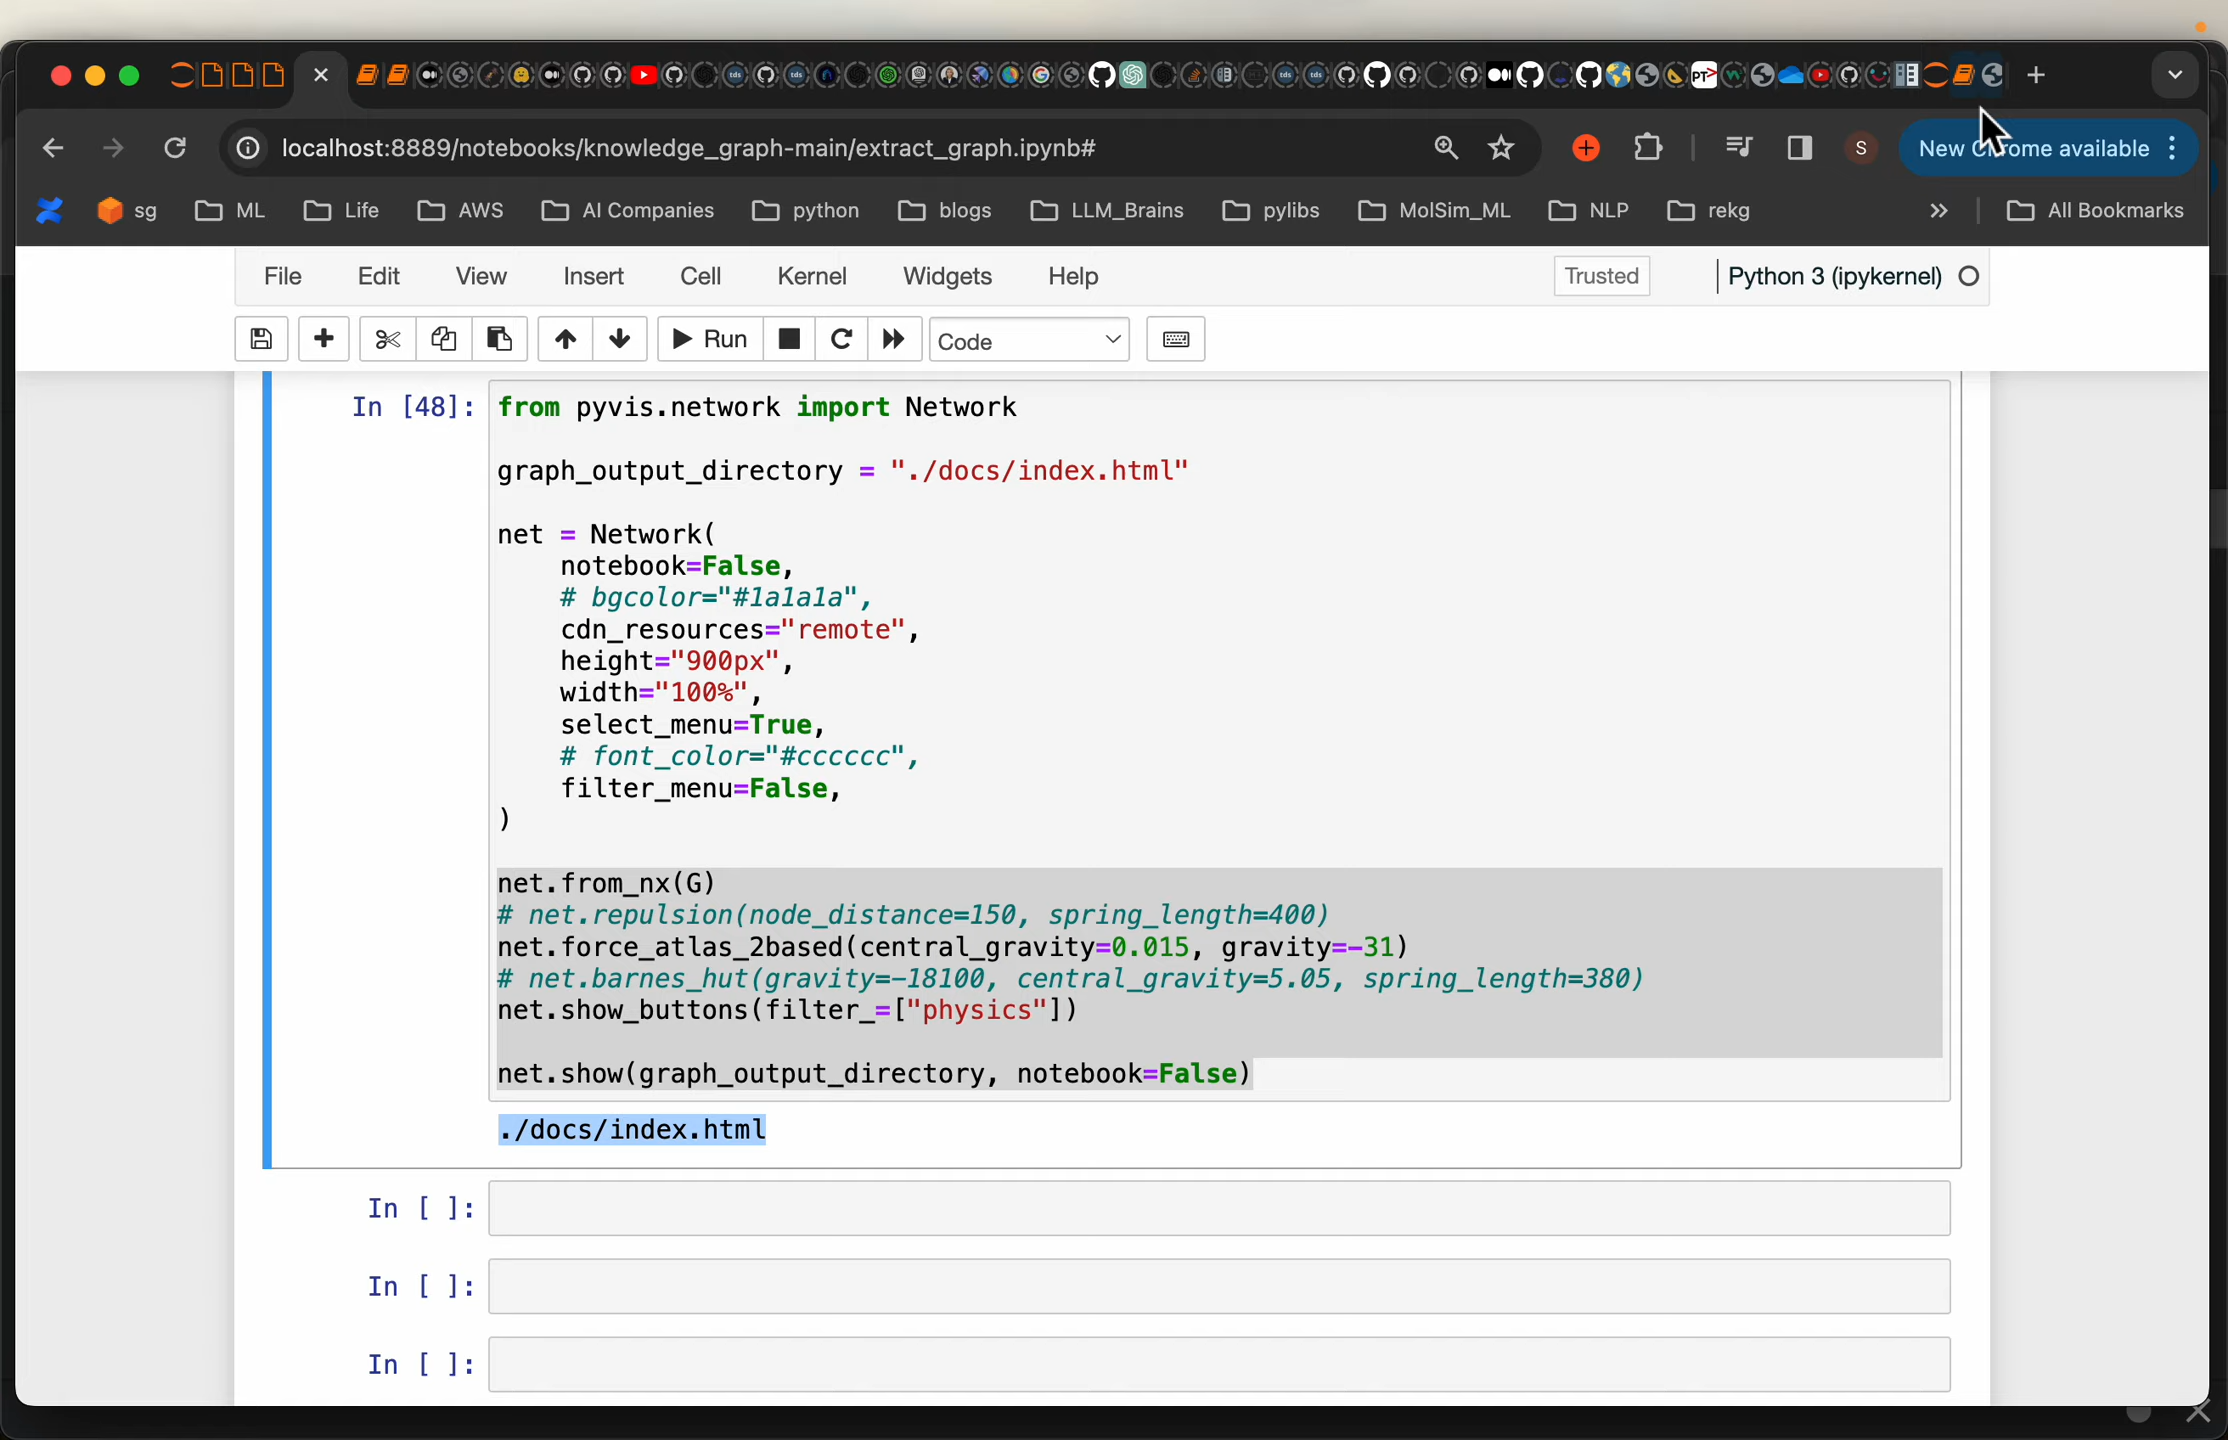 localhost:8889/notebooks/knowledge_graph-main/extract_graph.ipynb#
S
New Chrome available
sg
ML
Life
AWS
AI Companies
python
blogs
LLM_Brains
pylibs
MolSim_ML
NLP
rekg
All Bookmarks
File Edit View Insert Cell Kernel Widgets Help
Trusted
Python 3 (ipykernel)
Run
Code
In [48]:
from pyvis.network import Network
graph_output_directory = "./docs/index.html"
net = Network(
notebook=False,
# bgcolor="#1a1a1a",
cdn_resources="remote",
height="900px",
width="100%",
select_menu=True,
# font_color="#cccccc",
filter_menu=False,
)
net.from_nx(G)
# net.repulsion(node_distance=150, spring_length=400)
net.force_atlas_2based(central_gravity=0.015, gravity=-31)
# net.barnes_hut(gravity=-18100, central_gravity=5.05, spring_length=380)
net.show_buttons(filter_=["physics"])
net.show(graph_output_directory, notebook=False)
./docs/index.html
In [ ]:
In [ ]:
In [ ]: